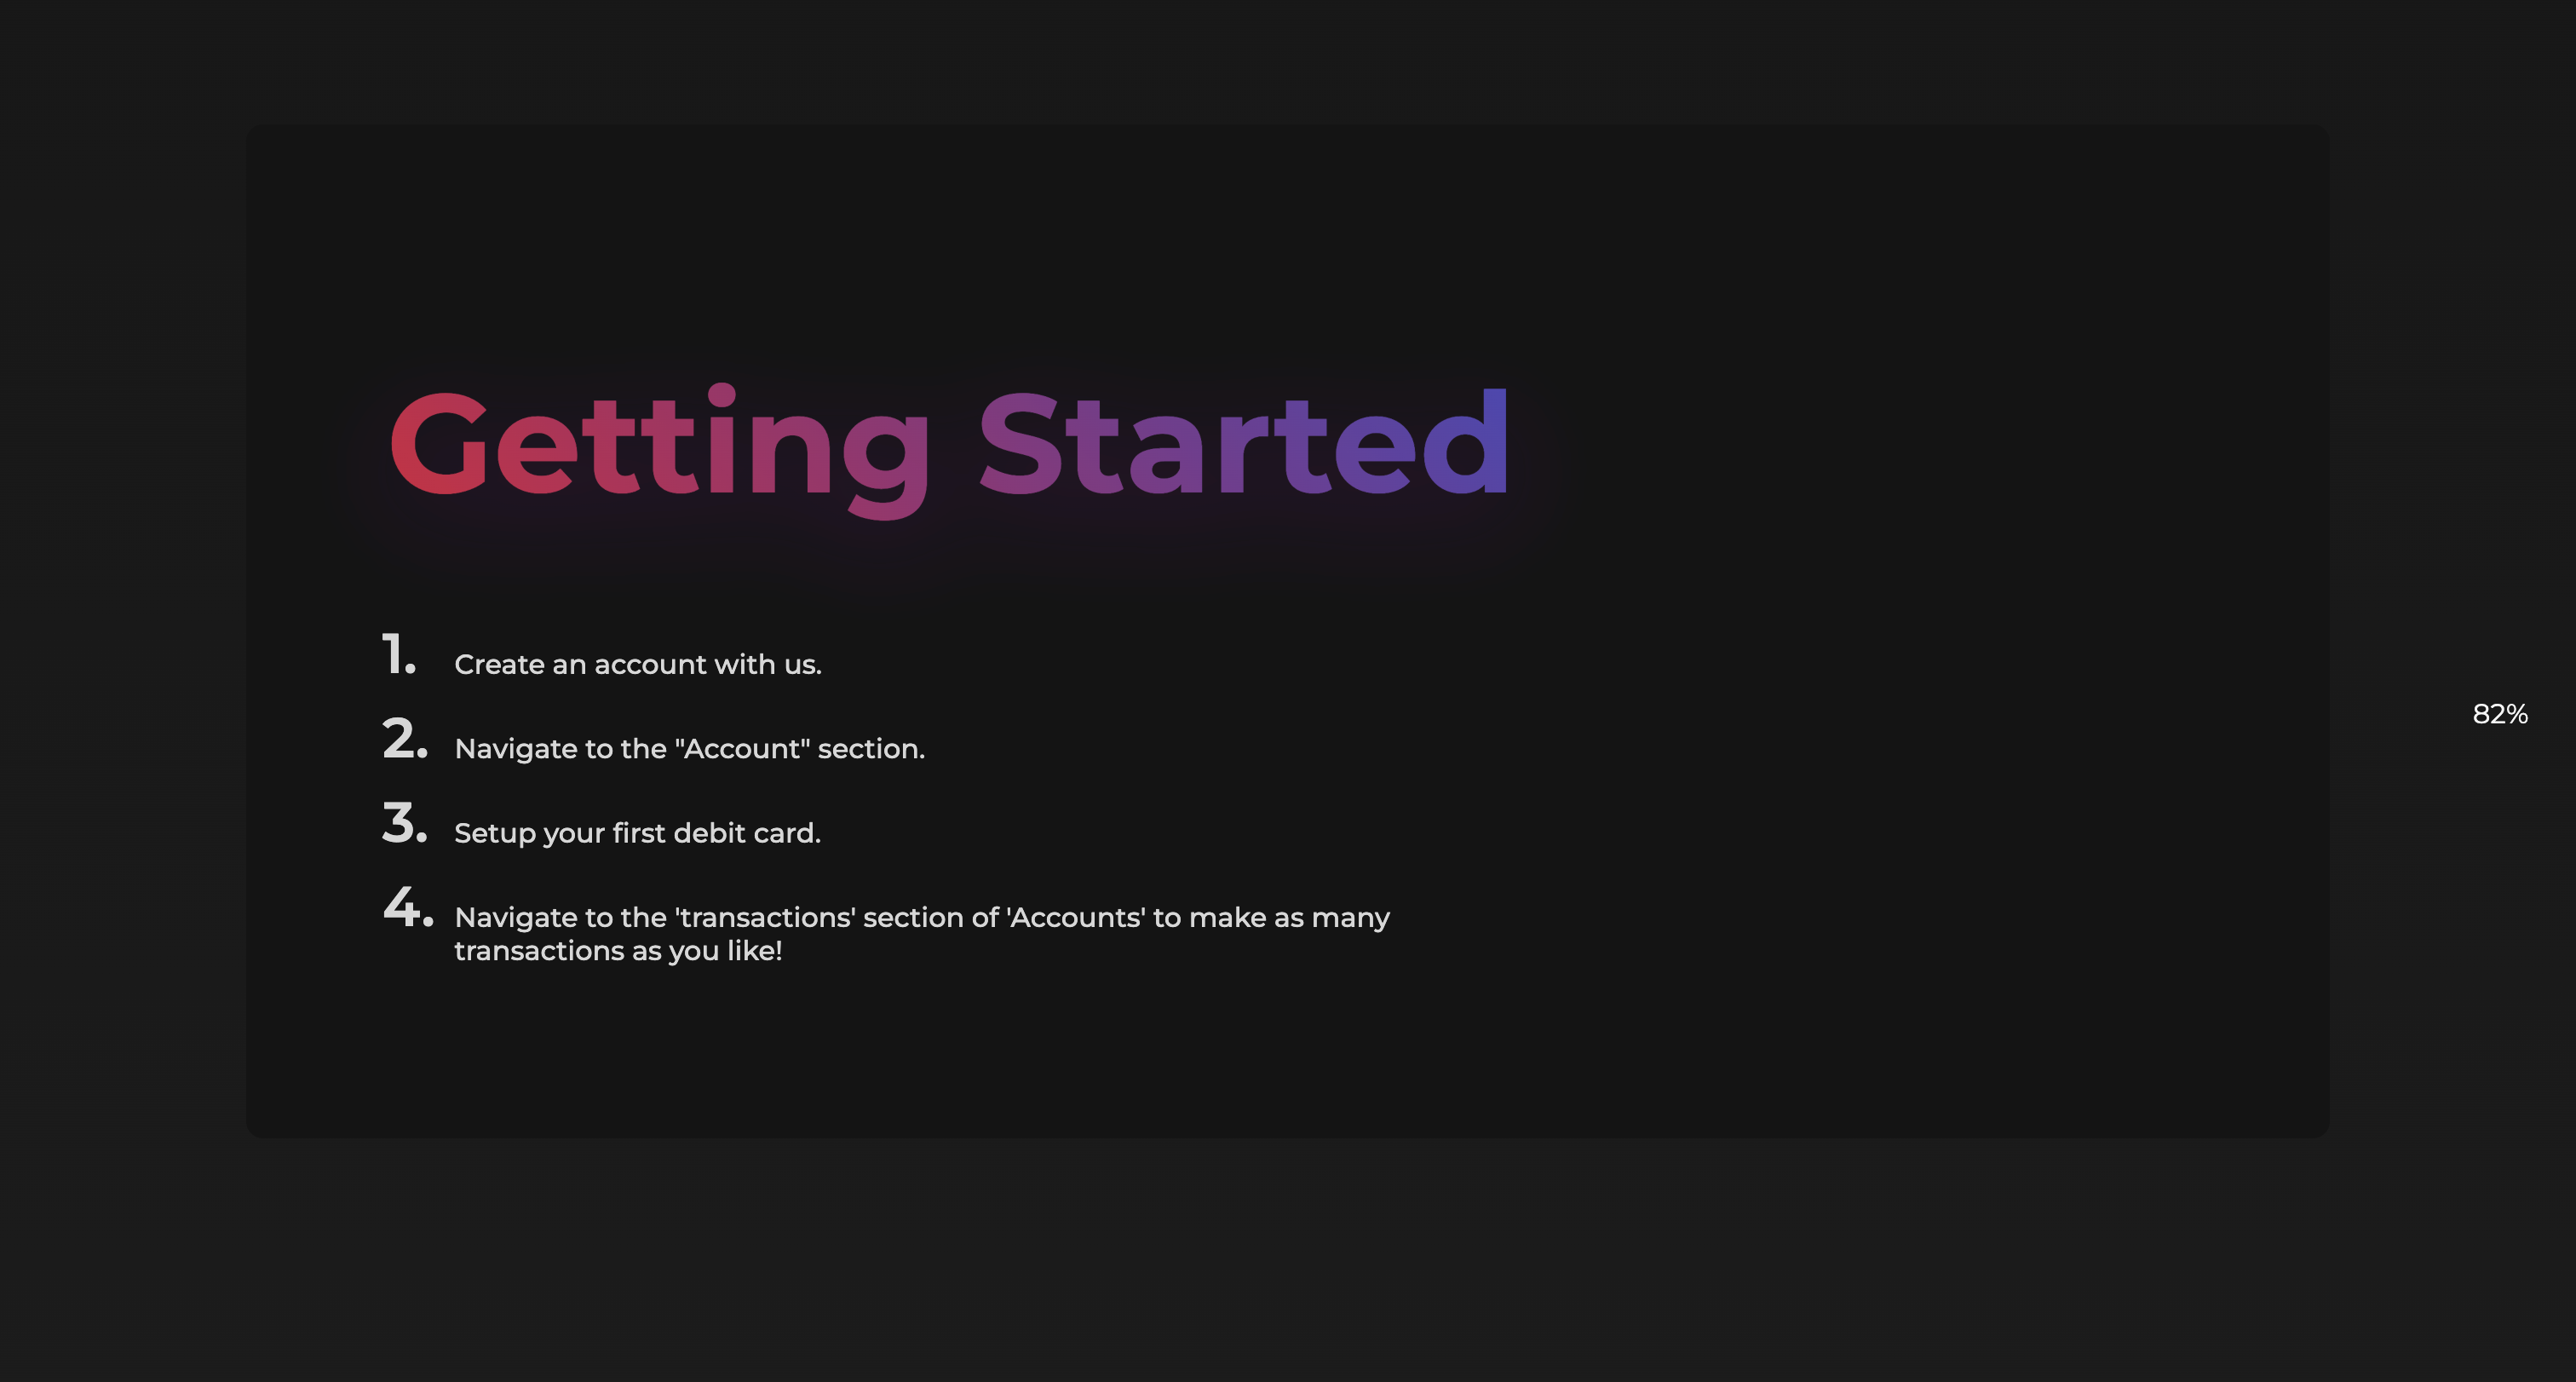 Getting Started
1. Create an account with us.
2. Navigate to the "Account" section.
82%
3. Setup your first debit card.
4. Navigate to the 'transactions' section of 'Accounts' to make as many
transactions as you like!